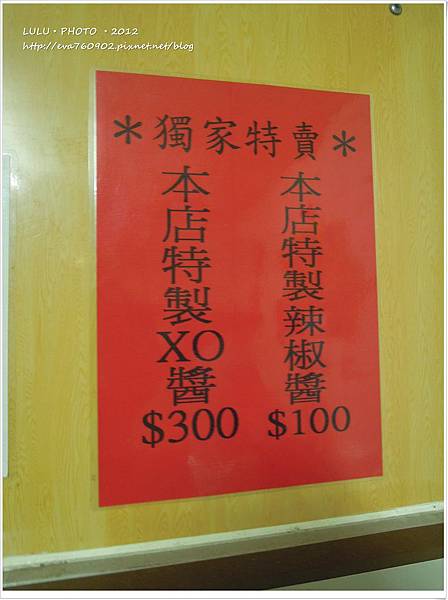 LULU·PHOTO ·2012
http://eva760902.pixnet.net/blog
＊獨家特賣＊
本店特製辣椒醬$100
本店特製XO醬$300